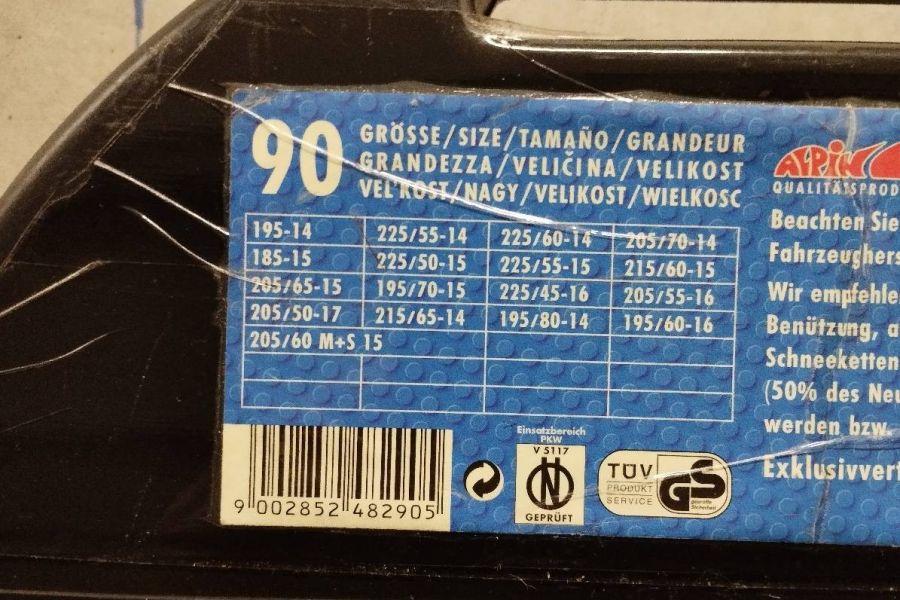 90
GRÖSSE/SIZE/TAMAÑO/GRANDEUR
GRANDEZZA/VELIČINA/VELIKOST
VEL'KOST/NAGY/VELIKOST/WIELKOSC
195-14 225/55-14 225/60-14 205/70-14
185-15 225/50-15 225/55-15 215/60-15
205/65-15 195/70-15 225/45-16 205/55-16
205/50-17 215/65-14 195/80-14 195/60-16
205/60 M+S 15
9 002852 482905
Einsatzbereich
PKW
V 5117
N
GEPRÜFT
TÜV
PRODUKT
SERVICE
GS
geprüfte
Sicherheit
ALPIN
QUALITÄTSPROD
Beachten Sie
Fahrzeughers
Wir empfehle
Benützung, a
Schneeketten
(50% des Neu
werden bzw.
Exklusivvert